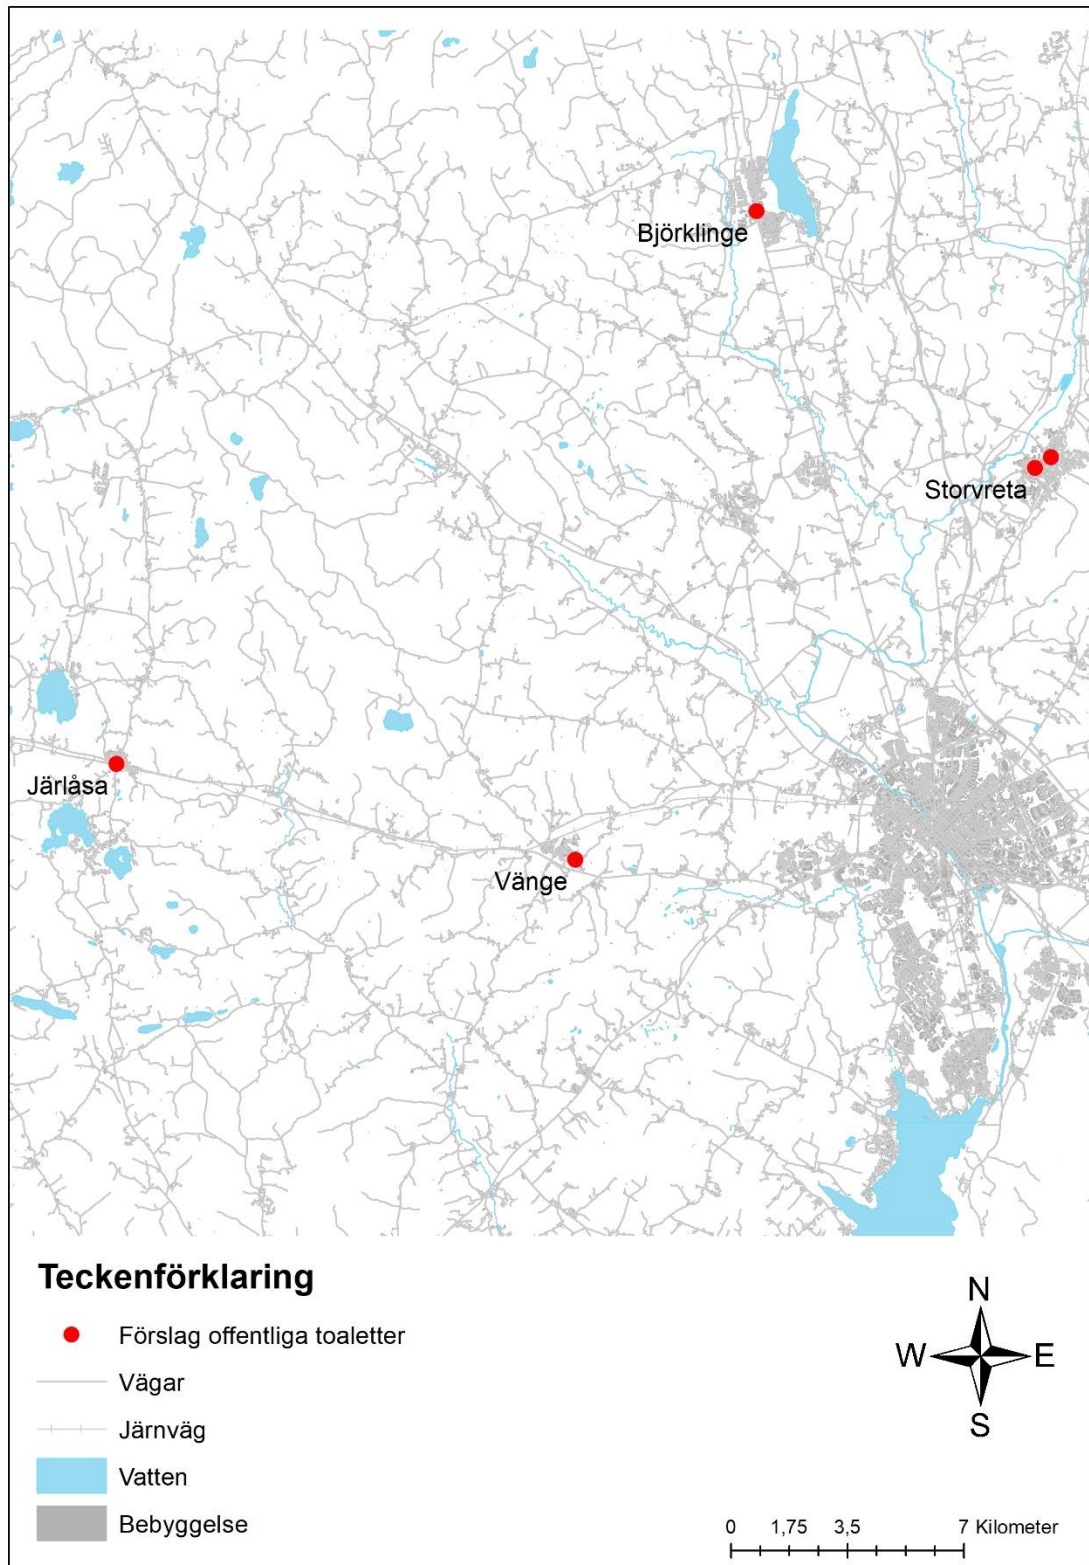 Björklinge
Storvreta
Järlåsa
Vänge
Teckenförklaring
Förslag offentliga toaletter
Vägar
Järnväg
Vatten
Bebyggelse
N
W E
S
0 1,75 3,5 7 Kilometer